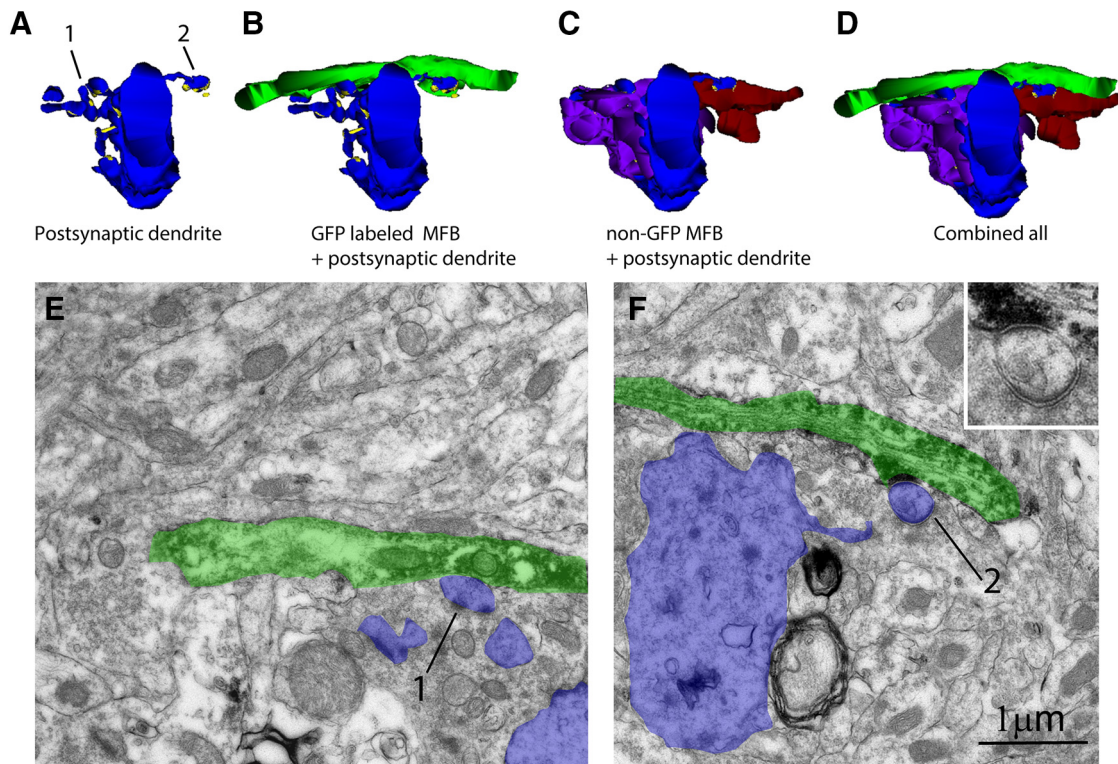 A
B
C
D
1
2
Postsynaptic dendrite
GFP labeled MFB
+ postsynaptic dendrite
non-GFP MFB
+ postsynaptic dendrite
Combined all
E
F
1
2
1µm